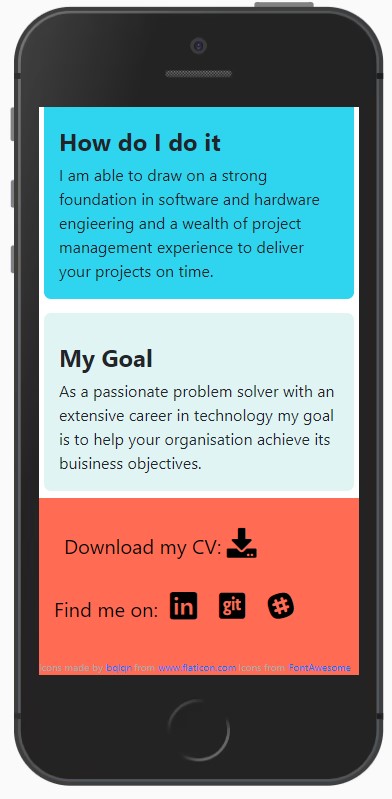 How do I do it
I am able to draw on a strong
foundation in software and hardware
engieering and a wealth of project
management experience to deliver
your projects on time.
My Goal
As a passionate problem solver with an
extensive career in technology my goal
is to help your organisation achieve its
buisiness objectives.
Download my CV:
Find me on: in git
cons made by bqlqn from www.flaticon.com Icons from FontAwesome